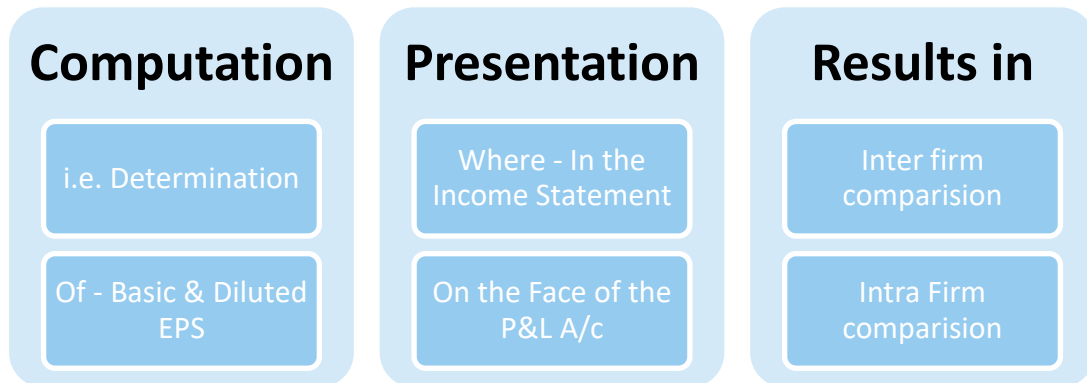 Computation
i.e. Determination
Of - Basic & Diluted
EPS
Presentation
Where - In the
Income Statement
On the Face of the
P&L A/c
Results in
Inter firm
comparision
Intra Firm
comparision